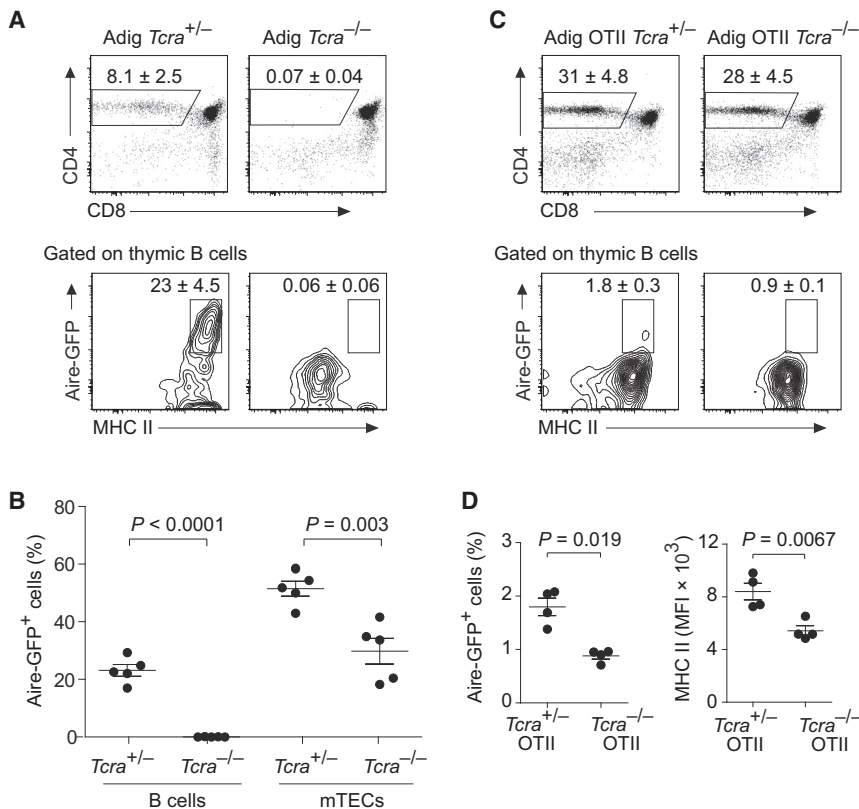 A
Adig Tcra+/–
Adig Tcra–/–
8.1 ± 2.5
0.07 ± 0.04
CD4
CD8
Gated on thymic B cells
23 ± 4.5
0.06 ± 0.06
Aire-GFP
MHC II
C
Adig OTII Tcra+/–
Adig OTII Tcra–/–
31 ± 4.8
28 ± 4.5
CD4
CD8
Gated on thymic B cells
1.8 ± 0.3
0.9 ± 0.1
Aire-GFP
MHC II
B
Aire-GFP+ cells (%)
80
60
40
20
0
P < 0.0001
P = 0.003
Tcra+/–
Tcra–/–
Tcra+/–
Tcra–/–
B cells
mTECs
D
Aire-GFP+ cells (%)
3
2
1
0
P = 0.019
Tcra+/–
OTII
Tcra–/–
OTII
MHC II (MFI × 10³)
12
9
6
3
0
P = 0.0067
Tcra+/–
OTII
Tcra–/–
OTII